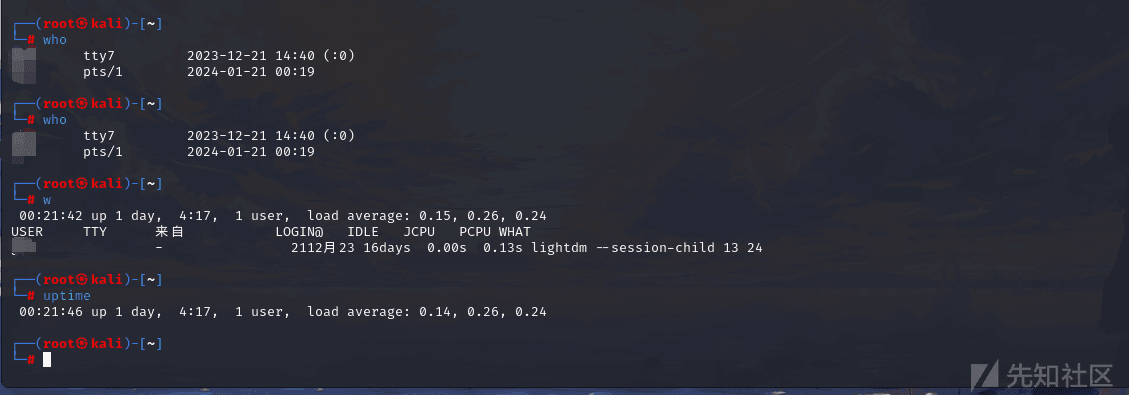 ┌──(root㉿kali)-[~]
└─# who
tty7 2023-12-21 14:40 (:0)
pts/1 2024-01-21 00:19
┌──(root㉿kali)-[~]
└─# who
tty7 2023-12-21 14:40 (:0)
pts/1 2024-01-21 00:19
┌──(root㉿kali)-[~]
└─# w
00:21:42 up 1 day, 4:17, 1 user, load average: 0.15, 0.26, 0.24
USER TTY 来自 LOGIN@ IDLE JCPU PCPU WHAT
- 2112月23 16days 0.00s 0.13s lightdm --session-child 13 24
┌──(root㉿kali)-[~]
└─# uptime
00:21:46 up 1 day, 4:17, 1 user, load average: 0.14, 0.26, 0.24
┌──(root㉿kali)-[~]
└─#
先知社区